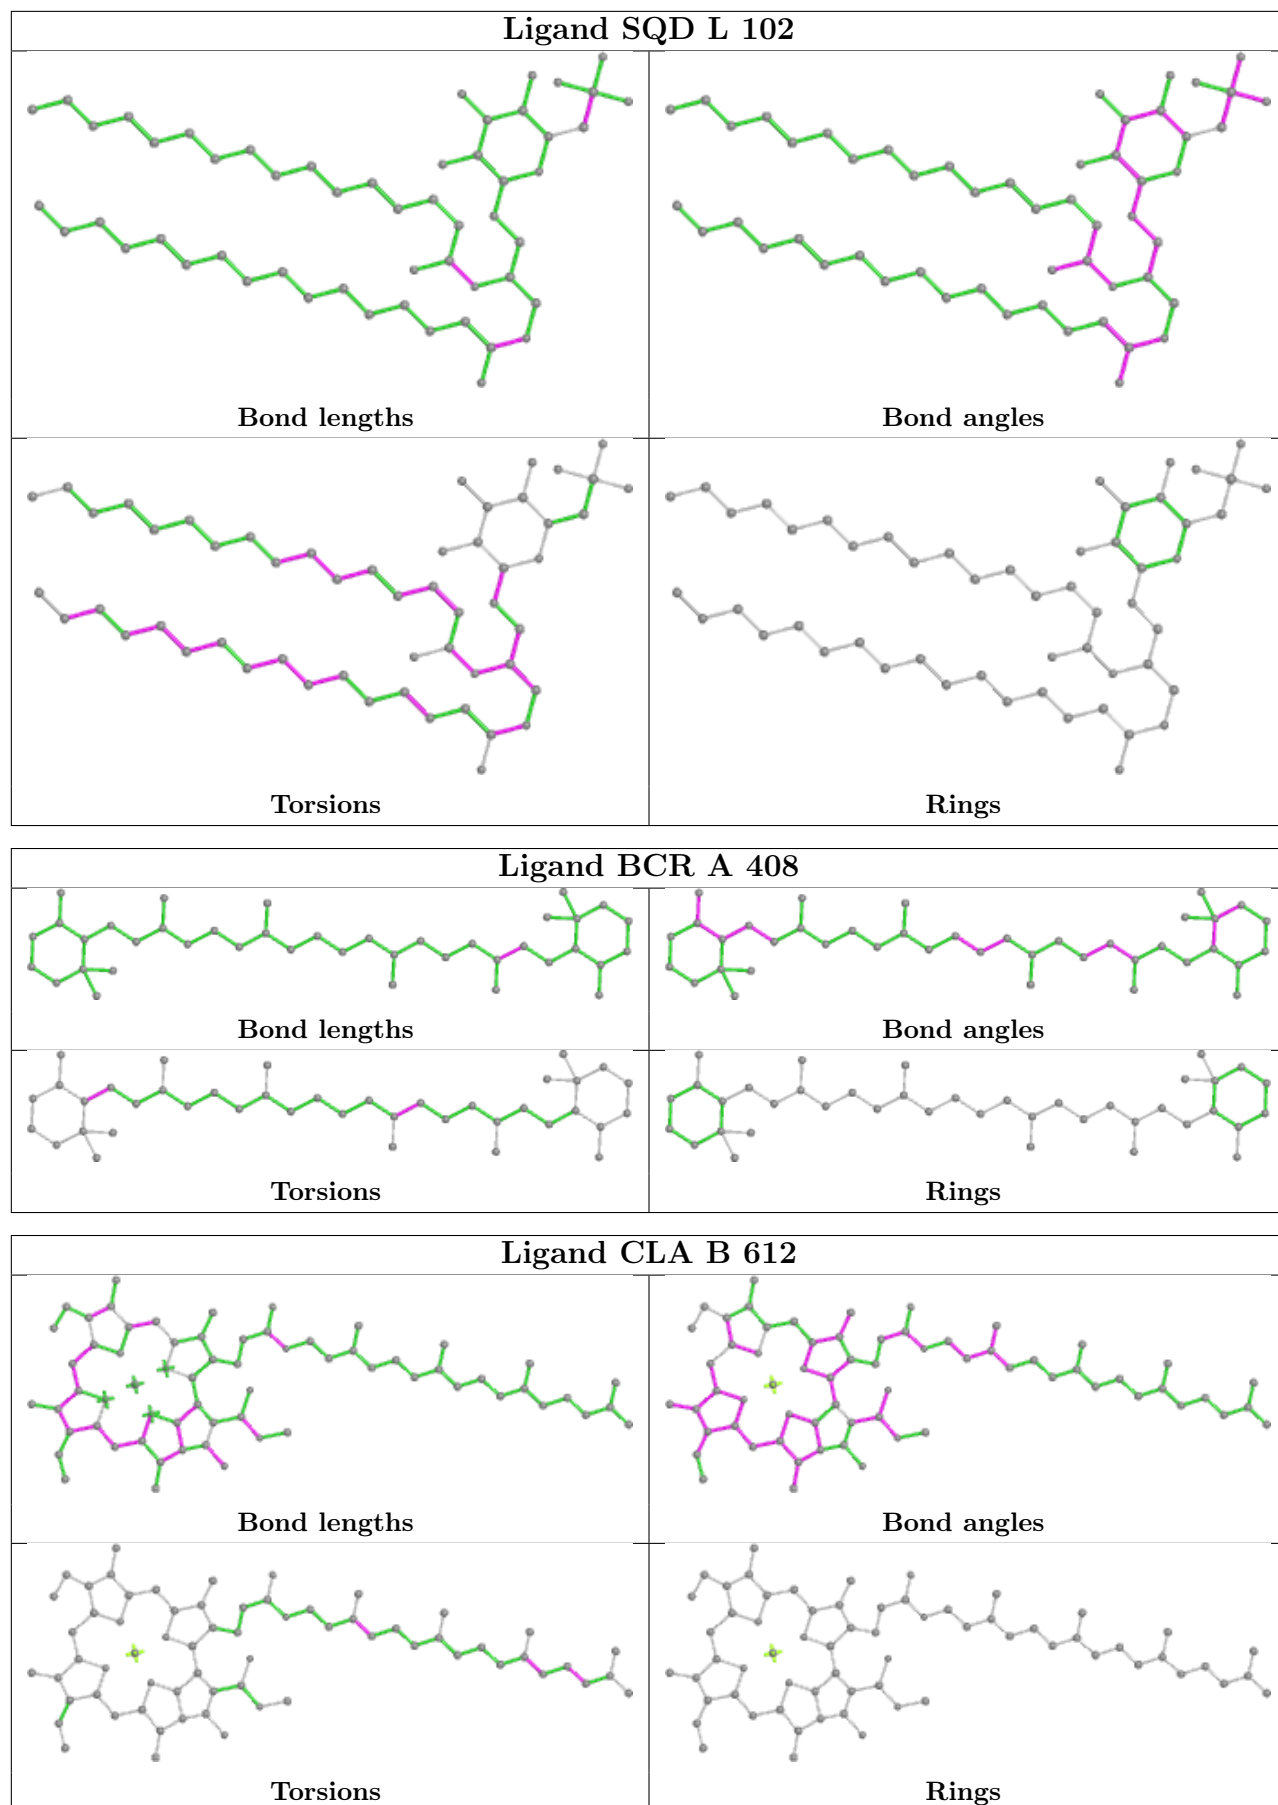 Ligand SQD L 102
Bond lengths
Bond angles
Torsions
Rings
Ligand BCR A 408
Bond lengths
Bond angles
Torsions
Rings
Ligand CLA B 612
Bond lengths
Bond angles
Torsions
Rings